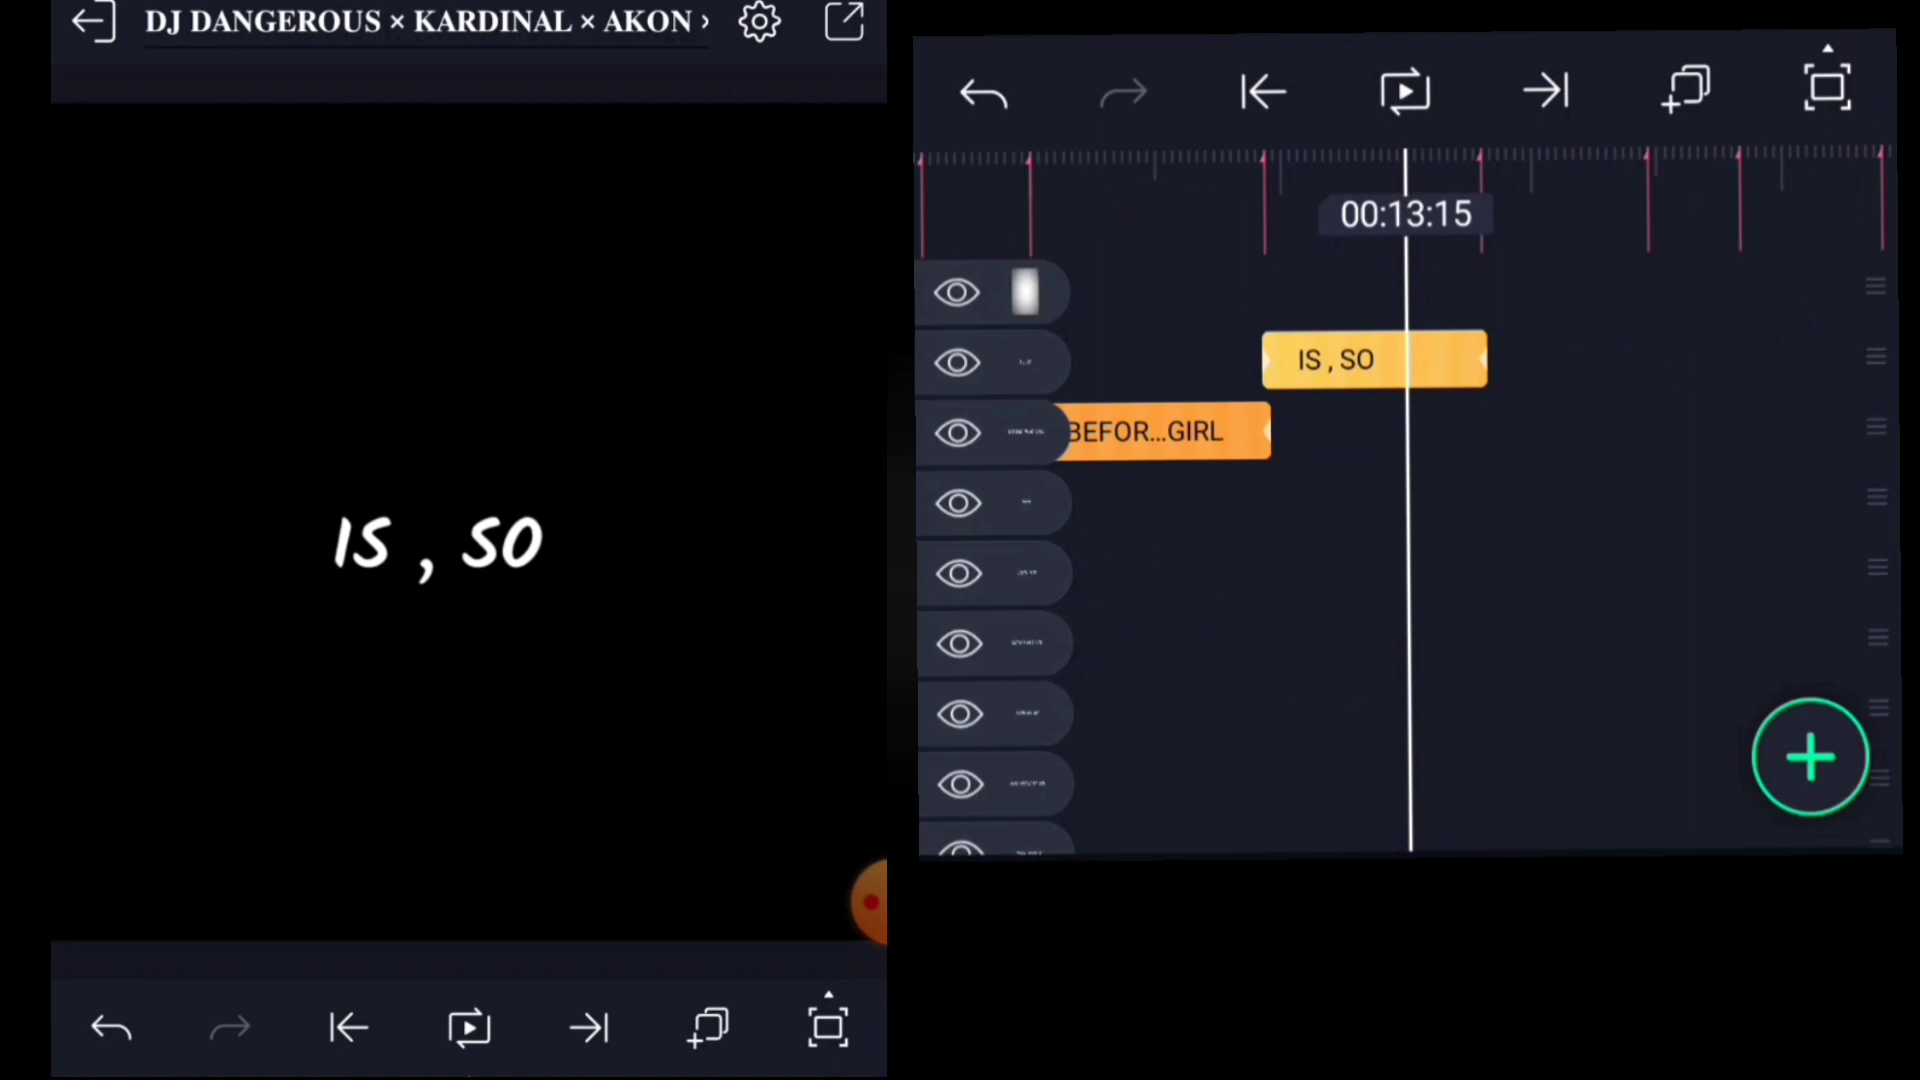 DJ DANGEROUS × KARDINAL × AKON ×
IS , SO
00:13:15
IS , SO
BEFOR...GIRL